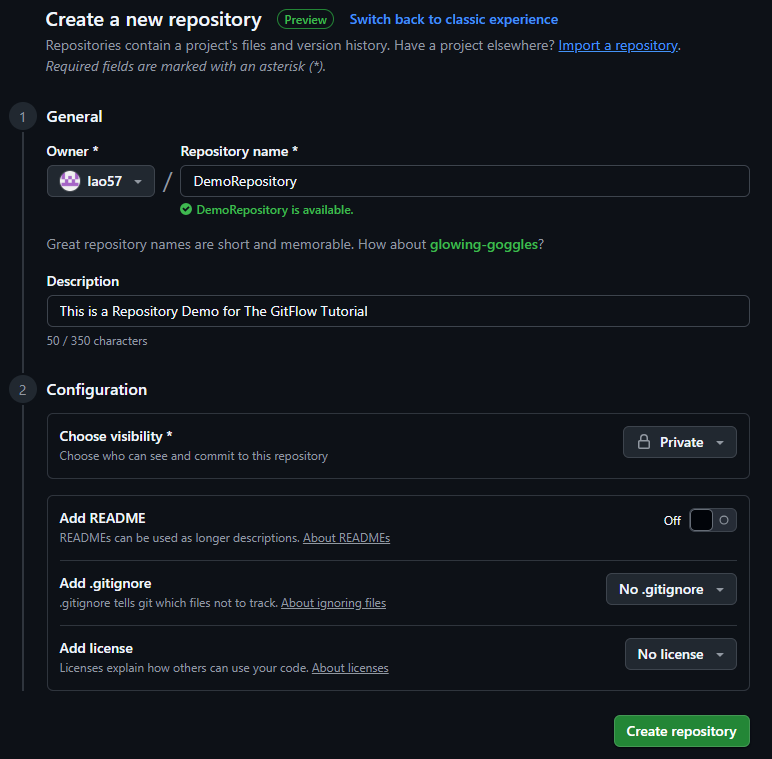 Create a new repository Preview Switch back to classic experience
Repositories contain a project's files and version history. Have a project elsewhere? Import a repository.
Required fields are marked with an asterisk (*).
1 General
Owner * Repository name *
lao57 / DemoRepository
DemoRepository is available.
Great repository names are short and memorable. How about glowing-goggles?
Description
This is a Repository Demo for The GitFlow Tutorial
50 / 350 characters
2 Configuration
Choose visibility * Private
Choose who can see and commit to this repository
Add README Off
READMEs can be used as longer descriptions. About READMEs
Add .gitignore No .gitignore
.gitignore tells git which files not to track. About ignoring files
Add license No license
Licenses explain how others can use your code. About licenses
Create repository